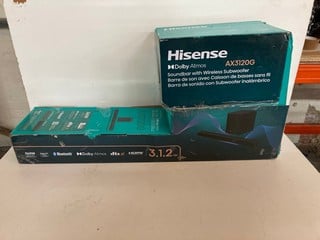 Hisense
Dolby Atmos AX3120G
Soundbar with Wireless Subwoofer
Barre de son avec Caisson de basses sans fil
Barra de sonido con Subwoofer Inalámbrico
Bluetooth Dolby Atmos dts HDMI 3.1.2